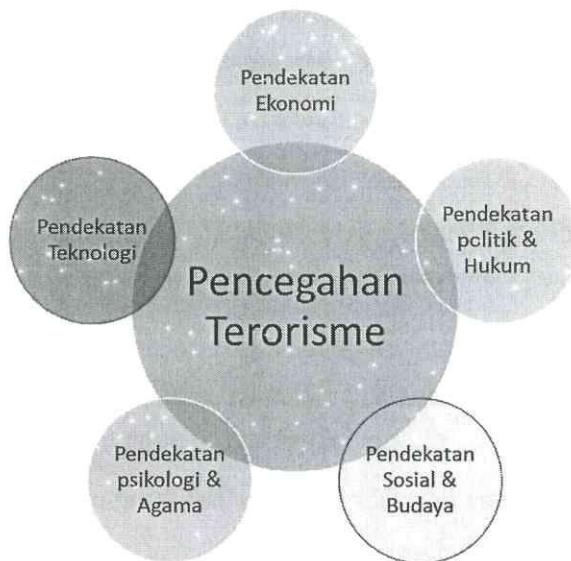 Pendekatan
Ekonomi
Pendekatan
politik &
Hukum
Pendekatan
Sosial &
Budaya
Pendekatan
psikologi &
Agama
Pendekatan
Teknologi
Pencegahan
Terorisme